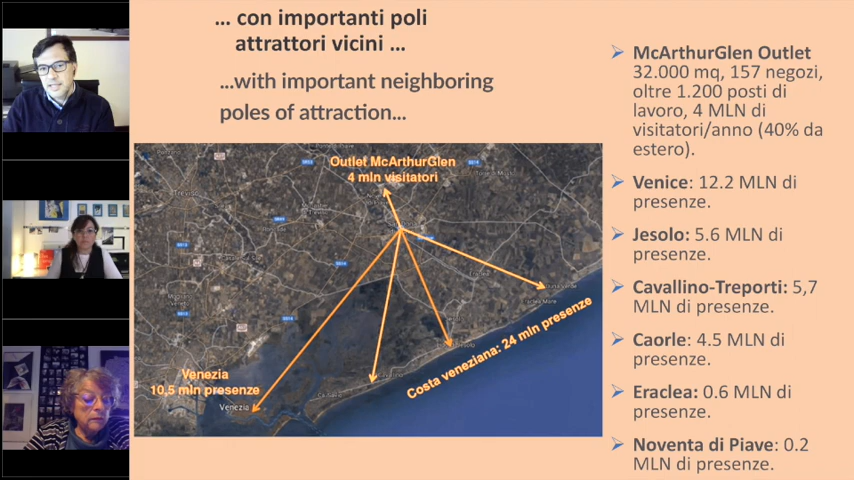 ... con importanti poli
attrattori vicini ...
...with important neighboring
poles of attraction...
Outlet McArthurGlen
4 mln visitatori
Treviso
Venezia
10,5 mln presenze
Venezia
Costa veneziana: 24 mln presenze
McArthurGlen Outlet
32.000 mq, 157 negozi,
oltre 1.200 posti di
lavoro, 4 MLN di
visitatori/anno (40% da
estero).
Venice: 12.2 MLN di
presenze.
Jesolo: 5.6 MLN di
presenze.
Cavallino-Treporti: 5,7
MLN di presenze.
Caorle: 4.5 MLN di
presenze.
Eraclea: 0.6 MLN di
presenze.
Noventa di Piave: 0.2
MLN di presenze.